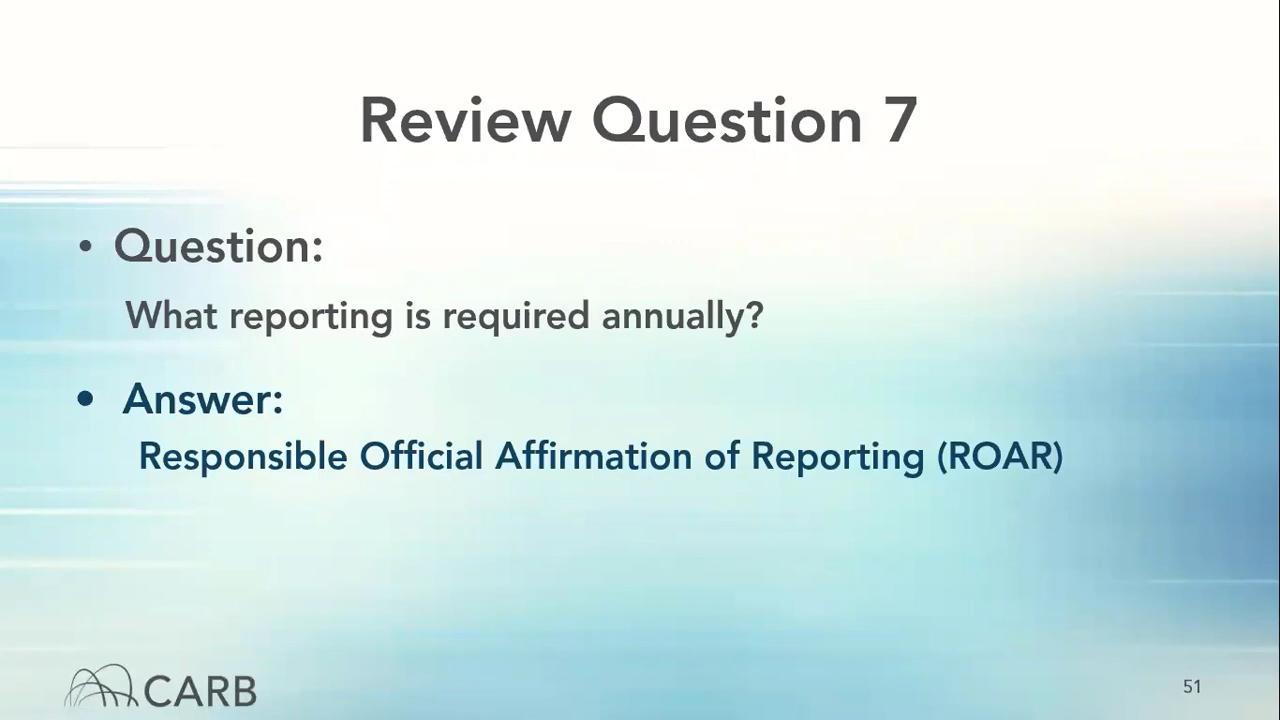 Review Question 7
• Question:
What reporting is required annually?
• Answer:
Responsible Official Affirmation of Reporting (ROAR)
CARB
51